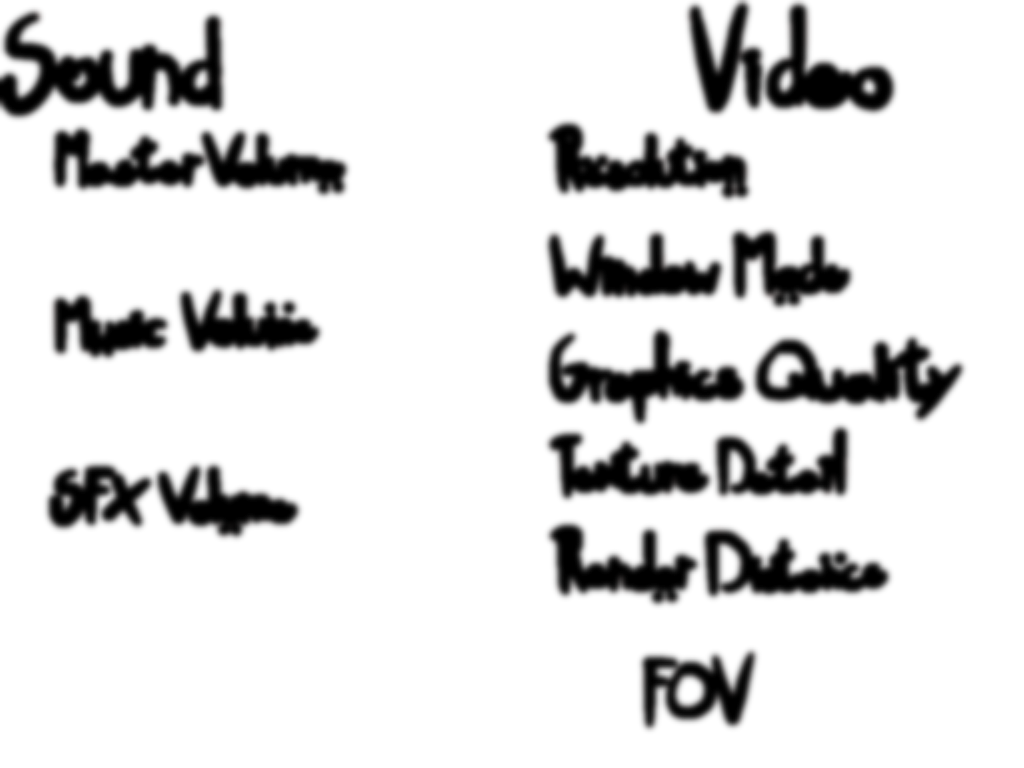 Sound
Master Volume
Music Volume
SFX Volume
Video
Resolution
Window Mode
Graphics Quality
Texture Detail
Render Distance
FOV